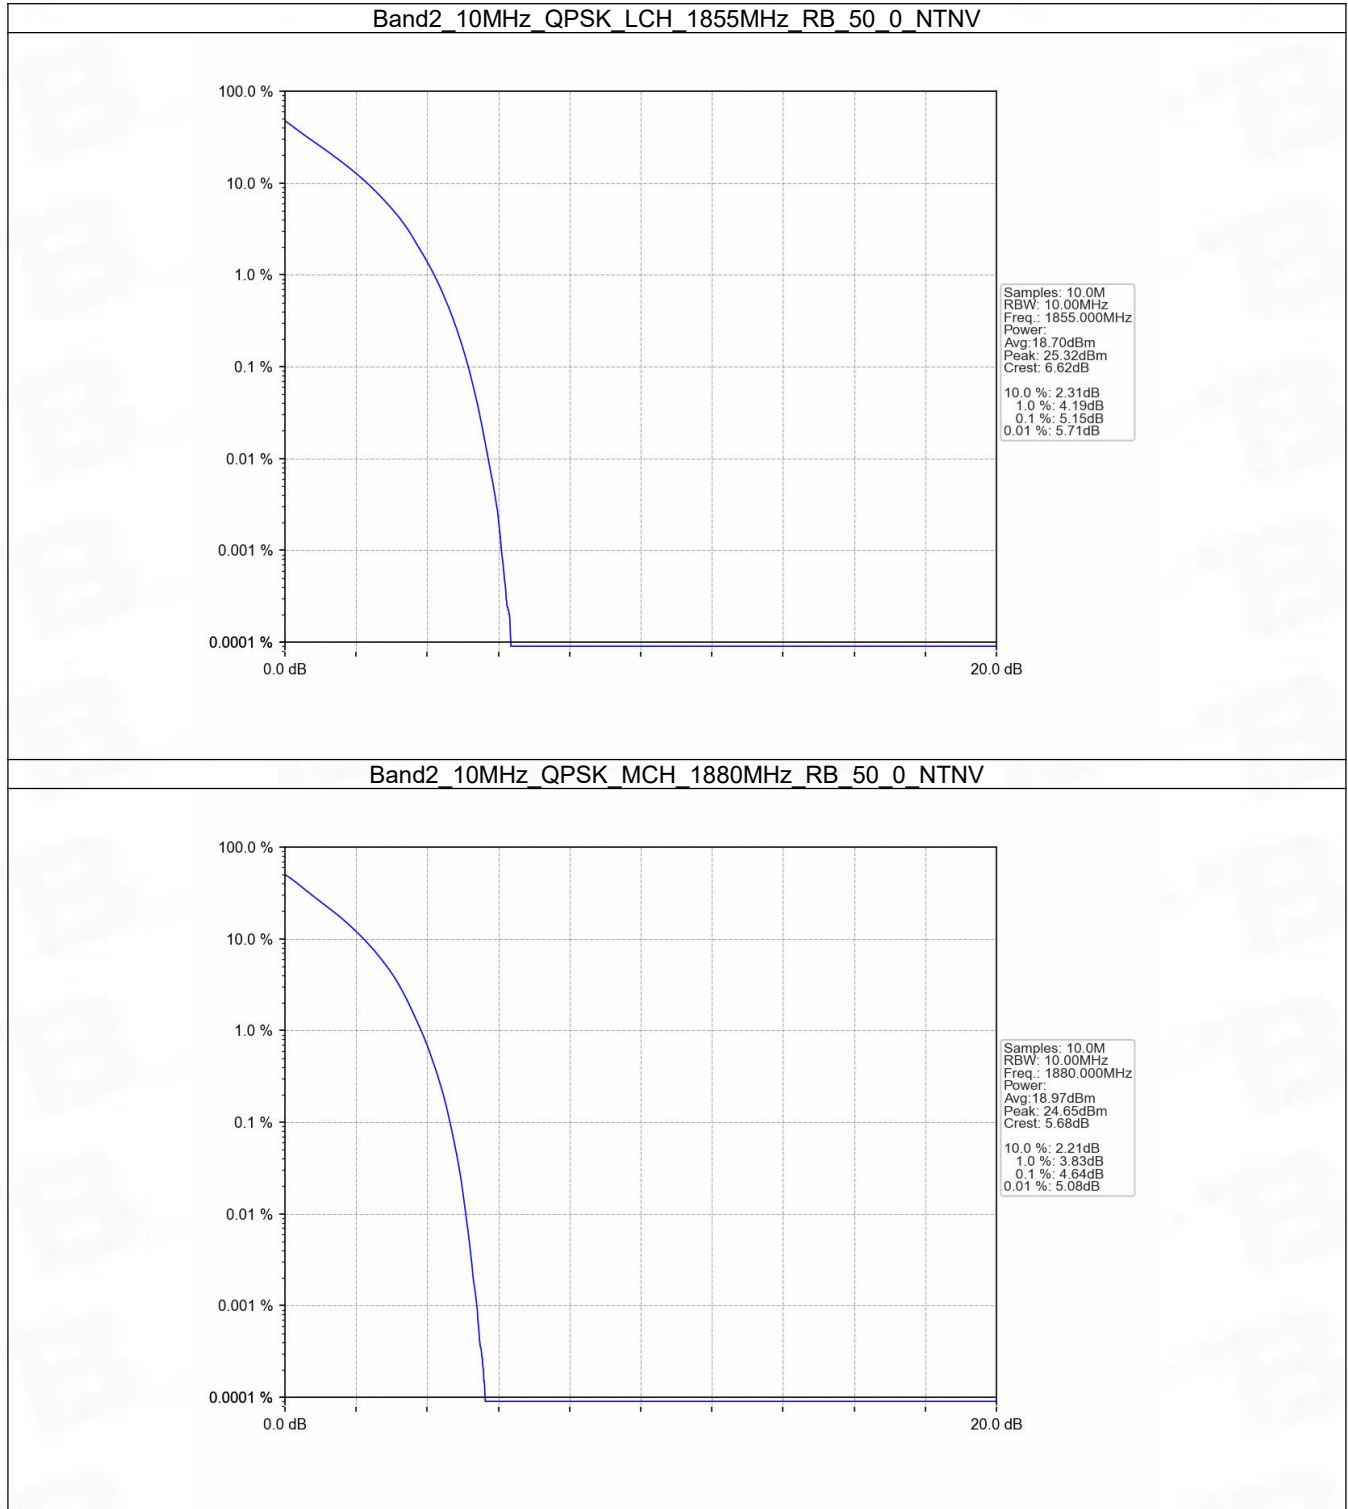 Band2_10MHz_QPSK_LCH_1855MHz_RB_50_0_NTNV
100.0 %
10.0 %
1.0 %
0.1 %
0.01 %
0.001 %
0.0001 %
0.0 dB
20.0 dB
Samples: 10.0M
RBW: 10.00MHz
Freq.: 1855.000MHz
Power:
Avg:18.70dBm
Peak: 25.32dBm
Crest: 6.62dB
10.0 %: 2.31dB
1.0 %: 4.19dB
0.1 %: 5.15dB
0.01 %: 5.71dB
Band2_10MHz_QPSK_MCH_1880MHz_RB_50_0_NTNV
100.0 %
10.0 %
1.0 %
0.1 %
0.01 %
0.001 %
0.0001 %
0.0 dB
20.0 dB
Samples: 10.0M
RBW: 10.00MHz
Freq.: 1880.000MHz
Power:
Avg:18.97dBm
Peak: 24.65dBm
Crest: 5.68dB
10.0 %: 2.21dB
1.0 %: 3.83dB
0.1 %: 4.64dB
0.01 %: 5.08dB